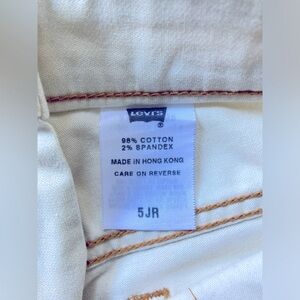 Levi's
®
98% COTTON
2% SPANDEX
MADE IN HONG KONG
CARE ON REVERSE
5JR